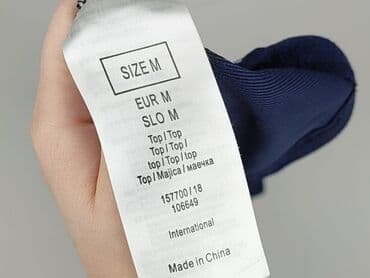 SIZE M
EUR M
SLO M
Top / Top
Top / Top /
top / Top / top
Top / Majica / маечка
157700 / 18
106649
International
Made in China